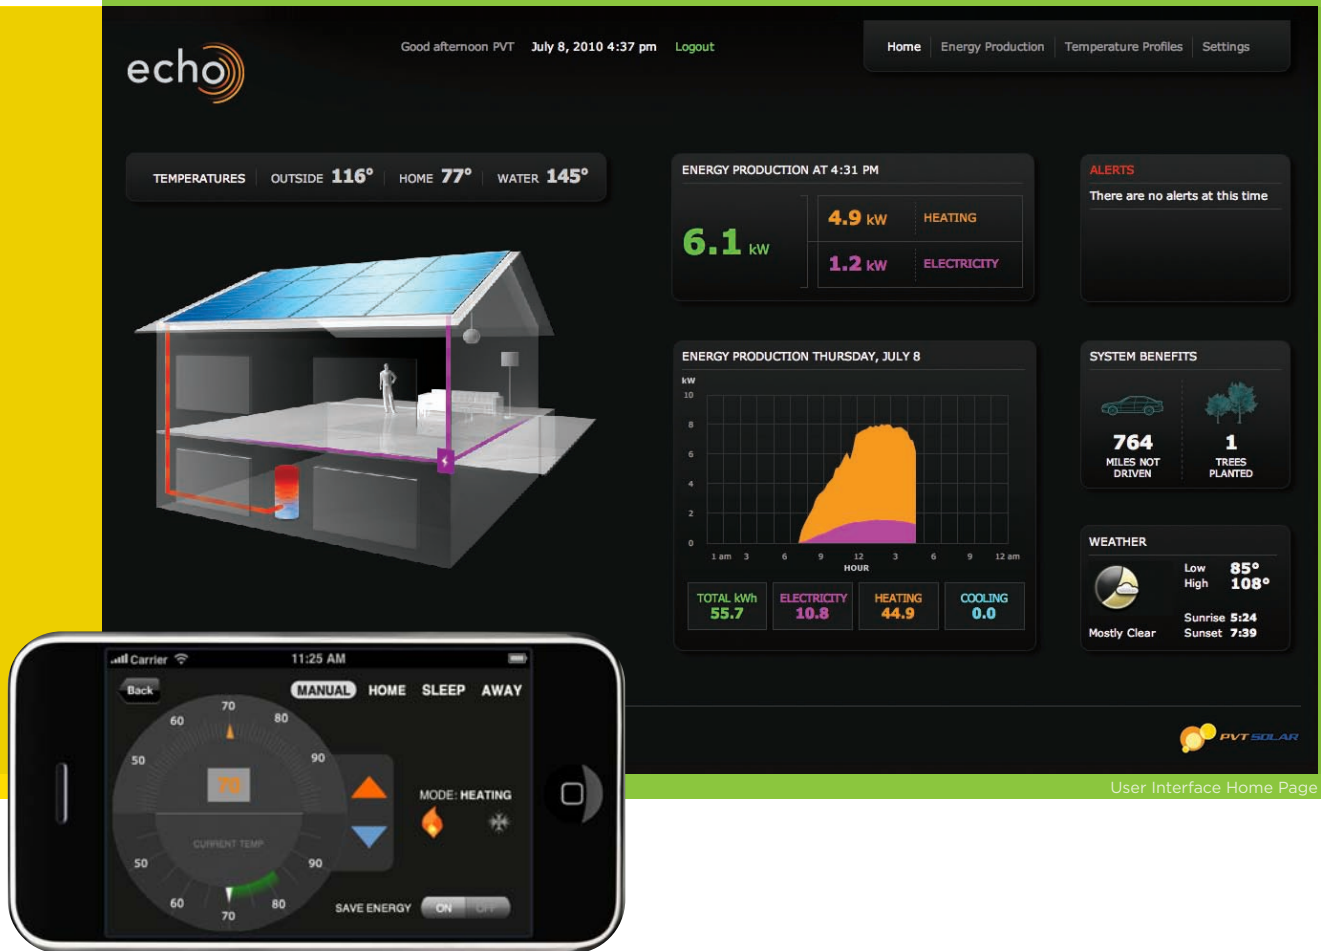 echo
Good afternoon PVT July 8, 2010 4:37 pm Logout
Home Energy Production Temperature Profiles Settings
TEMPERATURES OUTSIDE 116° HOME 77° WATER 145°
ENERGY PRODUCTION AT 4:31 PM
6.1 kW
4.9 kW HEATING
1.2 kW ELECTRICITY
ALERTS
There are no alerts at this time
ENERGY PRODUCTION THURSDAY, JULY 8
kW
10
8
6
4
2
0
1 am 3 6 9 12 3 6 9 12 am
HOUR
TOTAL kWh
55.7
ELECTRICITY
10.8
HEATING
44.9
COOLING
0.0
SYSTEM BENEFITS
764
MILES NOT
DRIVEN
1
TREES
PLANTED
WEATHER
Low 85°
High 108°
Sunrise 5:24
Sunset 7:39
Mostly Clear
PVT SOLAR
User Interface Home Page
Carrier 11:25 AM
Back
MANUAL HOME SLEEP AWAY
50 60 70 80 90
70
MODE: HEATING
CURRENT TEMP
50 60 70 80 90
SAVE ENERGY ON OFF